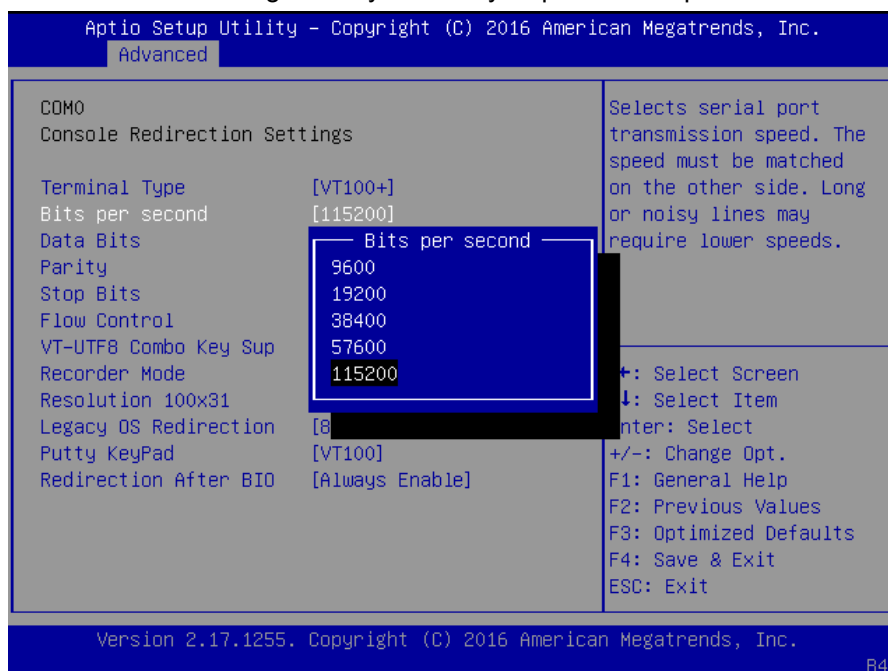 Aptio Setup Utility – Copyright (C) 2016 American Megatrends, Inc.
Advanced
COM0
Console Redirection Settings
Terminal Type [VT100+]
Bits per second [115200]
Data Bits
Parity
Stop Bits
Flow Control
VT-UTF8 Combo Key Sup
Recorder Mode
Resolution 100x31
Legacy OS Redirection [8
Putty KeyPad [VT100]
Redirection After BIO [Always Enable]
Bits per second
9600
19200
38400
57600
115200
Selects serial port
transmission speed. The
speed must be matched
on the other side. Long
or noisy lines may
require lower speeds.
: Select Screen
: Select Item
nter: Select
+/-: Change Opt.
F1: General Help
F2: Previous Values
F3: Optimized Defaults
F4: Save & Exit
ESC: Exit
Version 2.17.1255. Copyright (C) 2016 American Megatrends, Inc.
B4